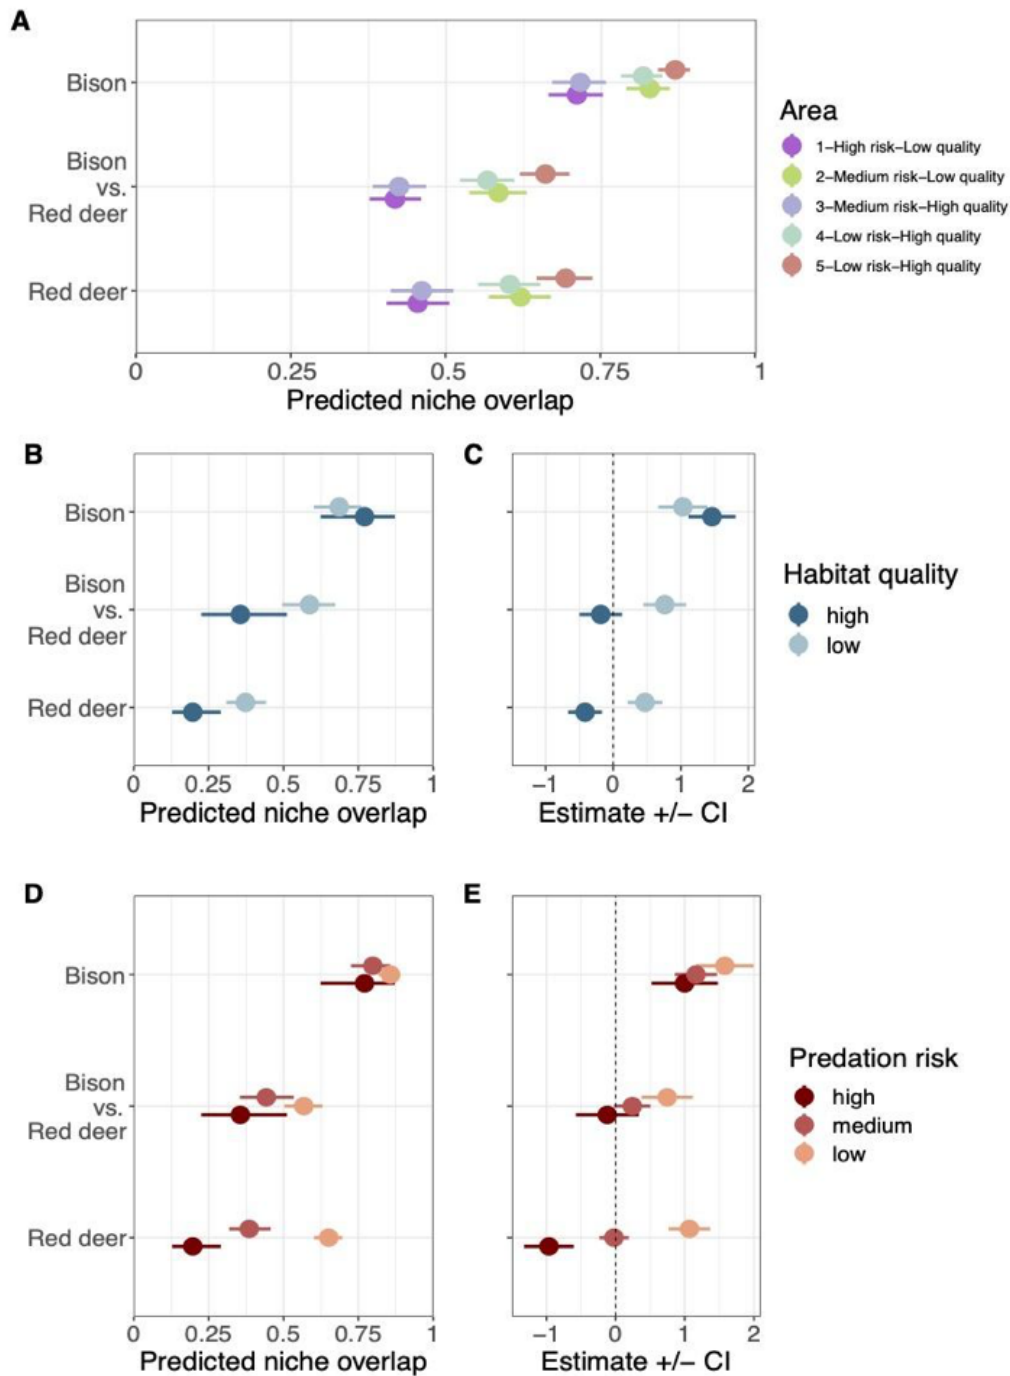 A
Bison
Bison
vs.
Red deer
Red deer
0 0.25 0.5 0.75 1
Predicted niche overlap
Area
1–High risk–Low quality
2–Medium risk–Low quality
3–Medium risk–High quality
4–Low risk–High quality
5–Low risk–High quality
B
Bison
Bison
vs.
Red deer
Red deer
0 0.25 0.5 0.75 1
Predicted niche overlap
C
−1 0 1 2
Estimate +/− CI
Habitat quality
high
low
D
Bison
Bison
vs.
Red deer
Red deer
0 0.25 0.5 0.75 1
Predicted niche overlap
E
−1 0 1 2
Estimate +/− CI
Predation risk
high
medium
low